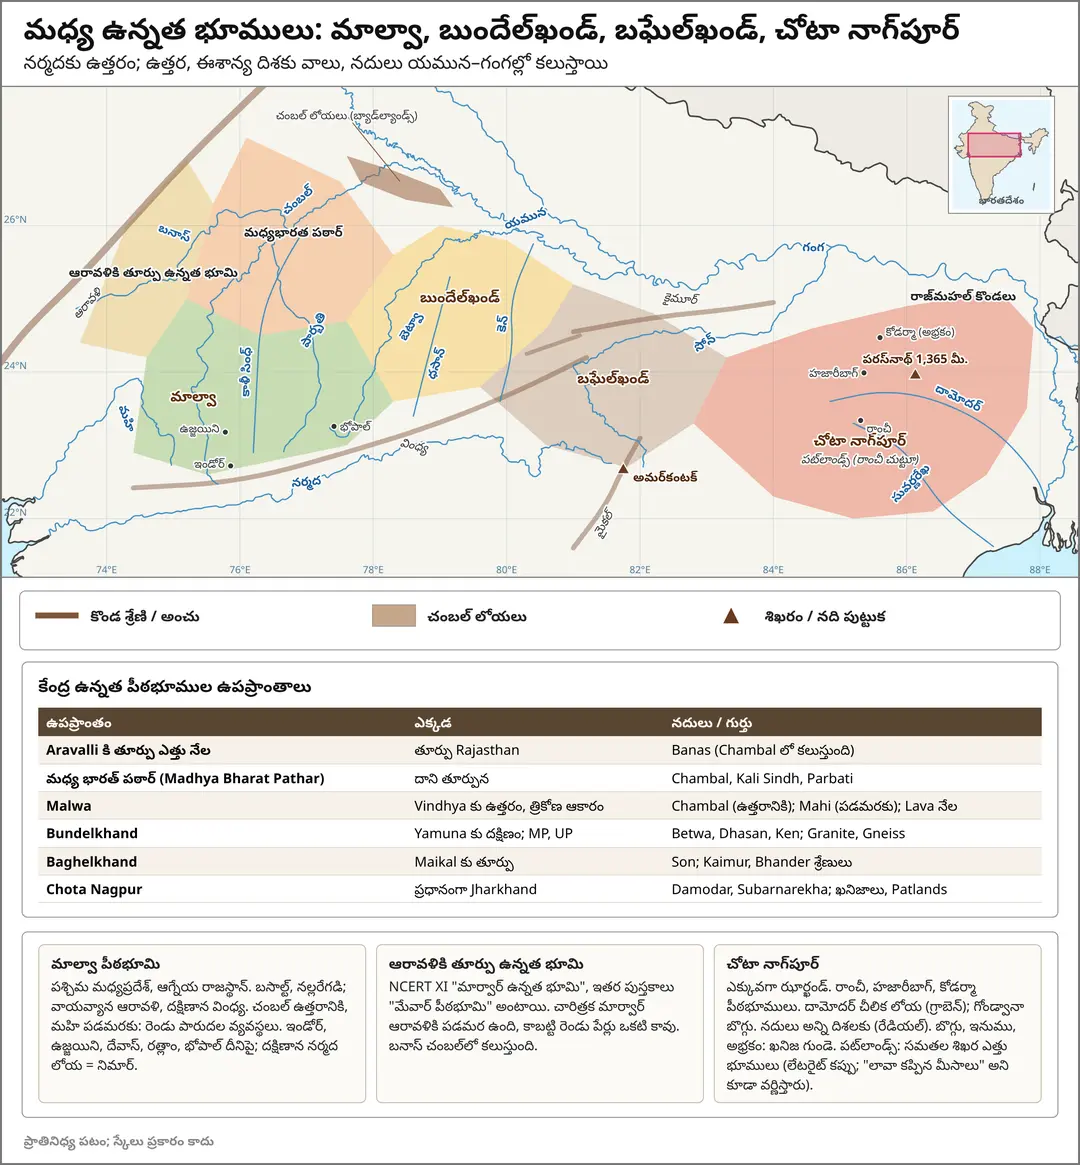 మధ్య ఉన్నత భూములు: మాల్వా, బుందేల్‌ఖండ్, బఘేల్‌ఖండ్, చోటా నాగ్‌పూర్
నర్మదకు ఉత్తరం; ఉత్తర, ఈశాన్య దిశకు వాలు, నదులు యమున–గంగల్లో కలుస్తాయి
చంబల్ లోయలు (బ్యాడ్‌ల్యాండ్స్)
భారతదేశం
26°N
చంబల్
యమున
బనాస్
మధ్యభారత పఠార్
గంగ
ఆరావళికి తూర్పు ఉన్నత భూమి
ఆరావళి
బుందేల్‌ఖండ్
కైమూర్
రాజ్‌మహల్ కొండలు
పార్వతి
బెట్వా
కెన్
సోన్
కోడర్మా (అభ్రకం)
24°N
కాళీ సింధ్
ధసాన్
పరస్‌నాథ్ 1,365 మీ.
హజారీబాగ్
బఘేల్‌ఖండ్
మాల్వా
దామోదర్
మహి
ఉజ్జయిని
భోపాల్
రాంచీ
చోటా నాగ్‌పూర్
వింధ్య
పట్‌లాండ్స్ (రాంచీ చుట్టూ)
ఇండోర్
అమర్‌కంటక్
నర్మద
సువర్ణరేఖ
22°N
మైకల్
74°E
76°E
78°E
80°E
82°E
84°E
86°E
88°E
కొండ శ్రేణి / అంచు
చంబల్ లోయలు
శిఖరం / నది పుట్టుక
కేంద్ర ఉన్నత పీఠభూముల ఉపప్రాంతాలు
ఉపప్రాంతం ఎక్కడ నదులు / గుర్తు
Aravalli కి తూర్పు ఎత్తు నేల తూర్పు Rajasthan Banas (Chambal లో కలుస్తుంది)
మధ్య భారత్ పఠార్ (Madhya Bharat Pathar) దాని తూర్పున Chambal, Kali Sindh, Parbati
Malwa Vindhya కు ఉత్తరం, త్రికోణ ఆకారం Chambal (ఉత్తరానికి); Mahi (పడమరకు); Lava నేల
Bundelkhand Yamuna కు దక్షిణం; MP, UP Betwa, Dhasan, Ken; Granite, Gneiss
Baghelkhand Maikal కు తూర్పు Son; Kaimur, Bhander శ్రేణులు
Chota Nagpur ప్రధానంగా Jharkhand Damodar, Subarnarekha; ఖనిజాలు, Patlands
మాల్వా పీఠభూమి
పశ్చిమ మధ్యప్రదేశ్, ఆగ్నేయ రాజస్థాన్. బసాల్ట్, నల్లరేగడి;
వాయవ్యాన ఆరావళి, దక్షిణాన వింధ్య. చంబల్ ఉత్తరానికి,
మహి పడమరకు: రెండు పారుదల వ్యవస్థలు. ఇండోర్,
ఉజ్జయిని, దేవాస్, రత్లాం, భోపాల్ దీనిపై; దక్షిణాన నర్మద
లోయ = నిమార్.
ఆరావళికి తూర్పు ఉన్నత భూమి
NCERT XI "మార్వార్ ఉన్నత భూమి", ఇతర పుస్తకాలు
"మేవార్ పీఠభూమి" అంటాయి. చారిత్రక మార్వార్
ఆరావళికి పడమర ఉంది, కాబట్టి రెండు పేర్లు ఒకటి కావు.
బనాస్ చంబల్‌లో కలుస్తుంది.
చోటా నాగ్‌పూర్
ఎక్కువగా ఝార్ఖండ్. రాంచీ, హజారీబాగ్, కోడర్మా
పీఠభూములు. దామోదర్ చీలిక లోయ (గ్రాబెన్); గోండ్వానా
బొగ్గు. నదులు అన్ని దిశలకు (రేడియల్). బొగ్గు, ఇనుము,
అభ్రకం: ఖనిజ గుండె. పట్‌లాండ్స్: సమతల శిఖర ఎత్తు
భూములు (లేటరైట్ కప్పు; "లావా కప్పిన మీసాలు" అని
కూడా వర్ణిస్తారు).
ప్రాతినిధ్య పటం; స్కేలు ప్రకారం కాదు